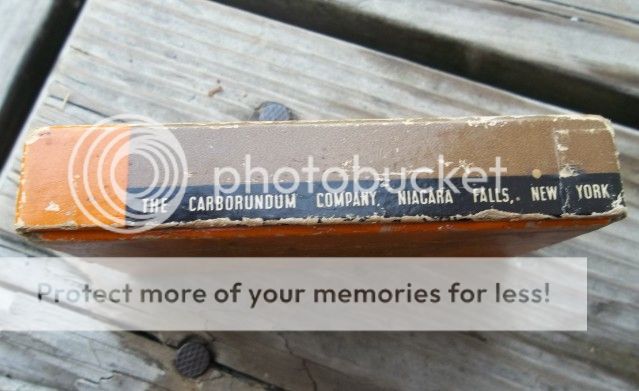 photobucket
THE CARBORUNDUM COMPANY, NIAGARA FALLS, NEW YORK
Protect more of your memories for less!